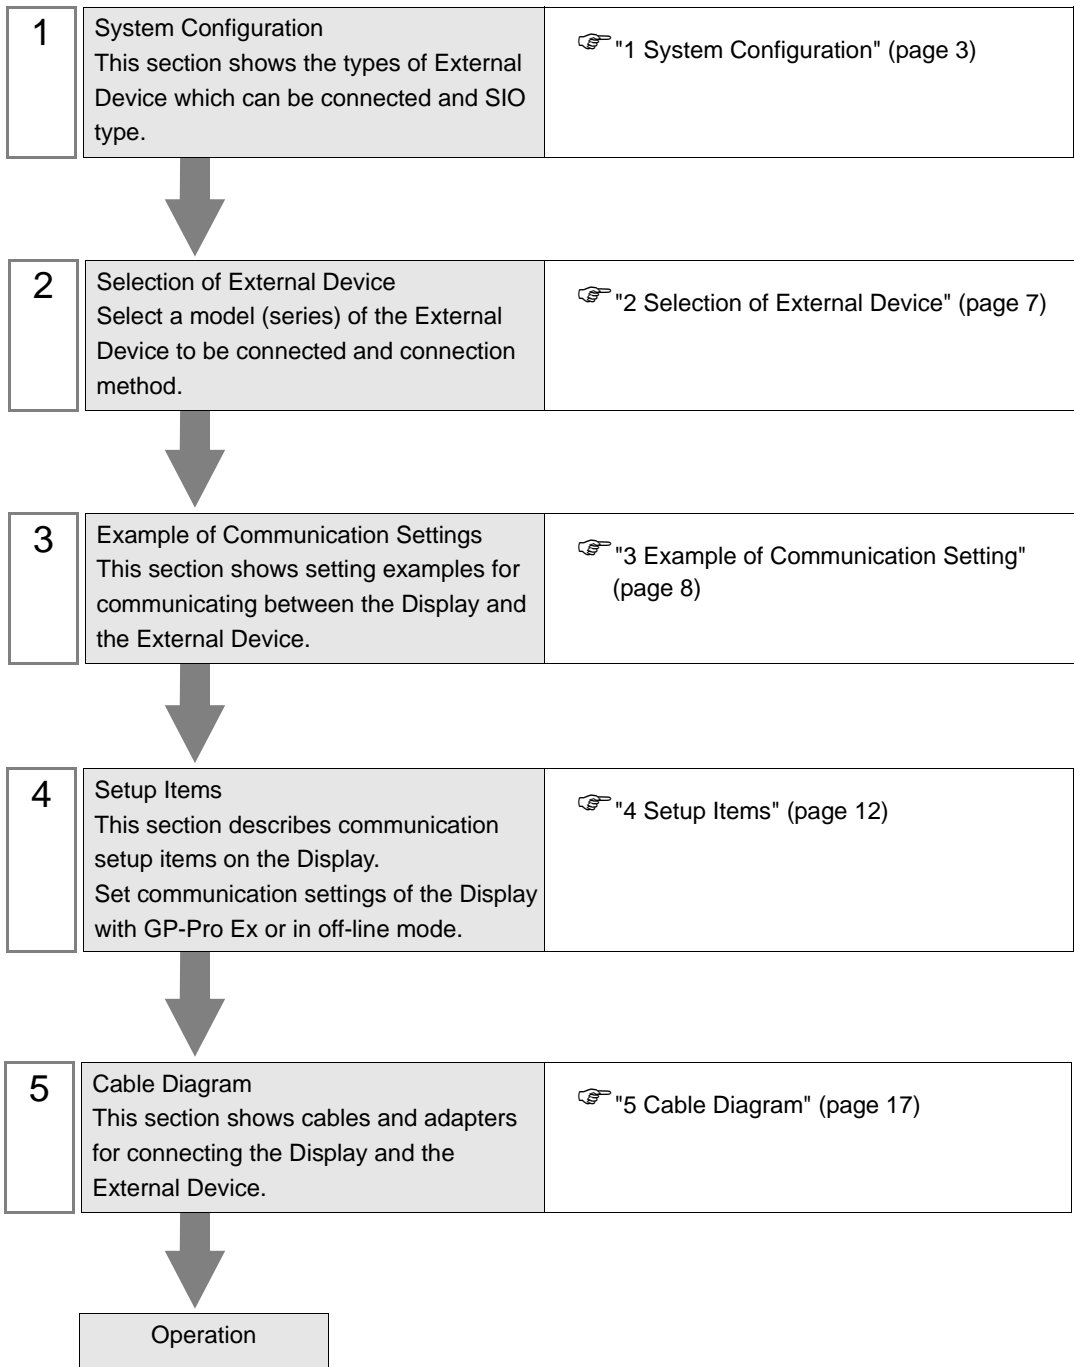 1
System Configuration
This section shows the types of External
Device which can be connected and SIO
type.
"1 System Configuration" (page 3)
2
Selection of External Device
Select a model (series) of the External
Device to be connected and connection
method.
"2 Selection of External Device" (page 7)
3
Example of Communication Settings
This section shows setting examples for
communicating between the Display and
the External Device.
"3 Example of Communication Setting"
(page 8)
4
Setup Items
This section describes communication
setup items on the Display.
Set communication settings of the Display
with GP-Pro Ex or in off-line mode.
"4 Setup Items" (page 12)
5
Cable Diagram
This section shows cables and adapters
for connecting the Display and the
External Device.
"5 Cable Diagram" (page 17)
Operation